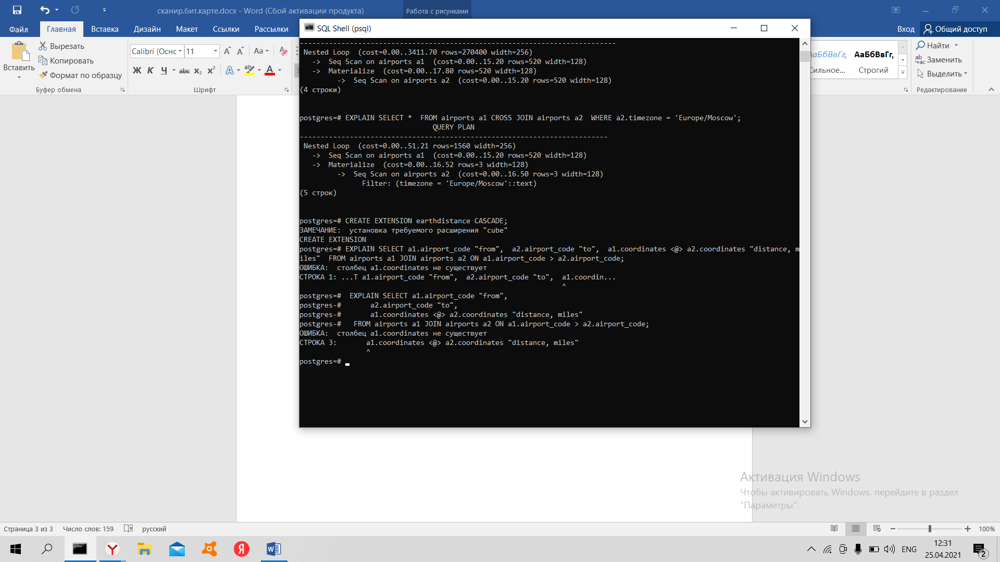 сканир.бит.карте.docx - Word (Сбой активации продукта)
Работа с рисунками
Файл Главная Вставка Дизайн Макет Ссылки Рассылки
Вход Общий доступ
SQL Shell (psql)
Вставить
Вырезать
Копировать
Формат по образцу
Буфер обмена
Calibri (Оснс 11
Aa
Ж К Ч abc x₂ x² A ab A
Шрифт
АаБбВвГг, АаБбВвГг,
Сильное... Строгий
Найти
Заменить
Выделить
Редактирование
-----------------------------------------------------------------------------
Nested Loop (cost=0.00..3411.70 rows=270400 width=256)
-> Seq Scan on airports a1 (cost=0.00..15.20 rows=520 width=128)
-> Materialize (cost=0.00..17.80 rows=520 width=128)
-> Seq Scan on airports a2 (cost=0.00..15.20 rows=520 width=128)
(4 строки)
postgres=# EXPLAIN SELECT * FROM airports a1 CROSS JOIN airports a2 WHERE a2.timezone = 'Europe/Moscow';
QUERY PLAN
--------------------------------------------------------------------------
Nested Loop (cost=0.00..51.21 rows=1560 width=256)
-> Seq Scan on airports a1 (cost=0.00..15.20 rows=520 width=128)
-> Materialize (cost=0.00..16.52 rows=3 width=128)
-> Seq Scan on airports a2 (cost=0.00..16.50 rows=3 width=128)
Filter: (timezone = 'Europe/Moscow'::text)
(5 строк)
postgres=# CREATE EXTENSION earthdistance CASCADE;
ЗАМЕЧАНИЕ: установка требуемого расширения "cube"
CREATE EXTENSION
postgres=# EXPLAIN SELECT a1.airport_code "from", a2.airport_code "to", a1.coordinates <@> a2.coordinates "distance, m
iles" FROM airports a1 JOIN airports a2 ON a1.airport_code > a2.airport_code;
ОШИБКА: столбец a1.coordinates не существует
СТРОКА 1: ...T a1.airport_code "from", a2.airport_code "to", a1.coordin...
^
postgres=# EXPLAIN SELECT a1.airport_code "from",
postgres-# a2.airport_code "to",
postgres-# a1.coordinates <@> a2.coordinates "distance, miles"
postgres-# FROM airports a1 JOIN airports a2 ON a1.airport_code > a2.airport_code;
ОШИБКА: столбец a1.coordinates не существует
СТРОКА 3: a1.coordinates <@> a2.coordinates "distance, miles"
^
postgres=#
Активация Windows
Чтобы активировать Windows, перейдите в раздел
"Параметры".
Страница 3 из 3 Число слов: 159 русский
100%
ENG
12:31
25.04.2021
2